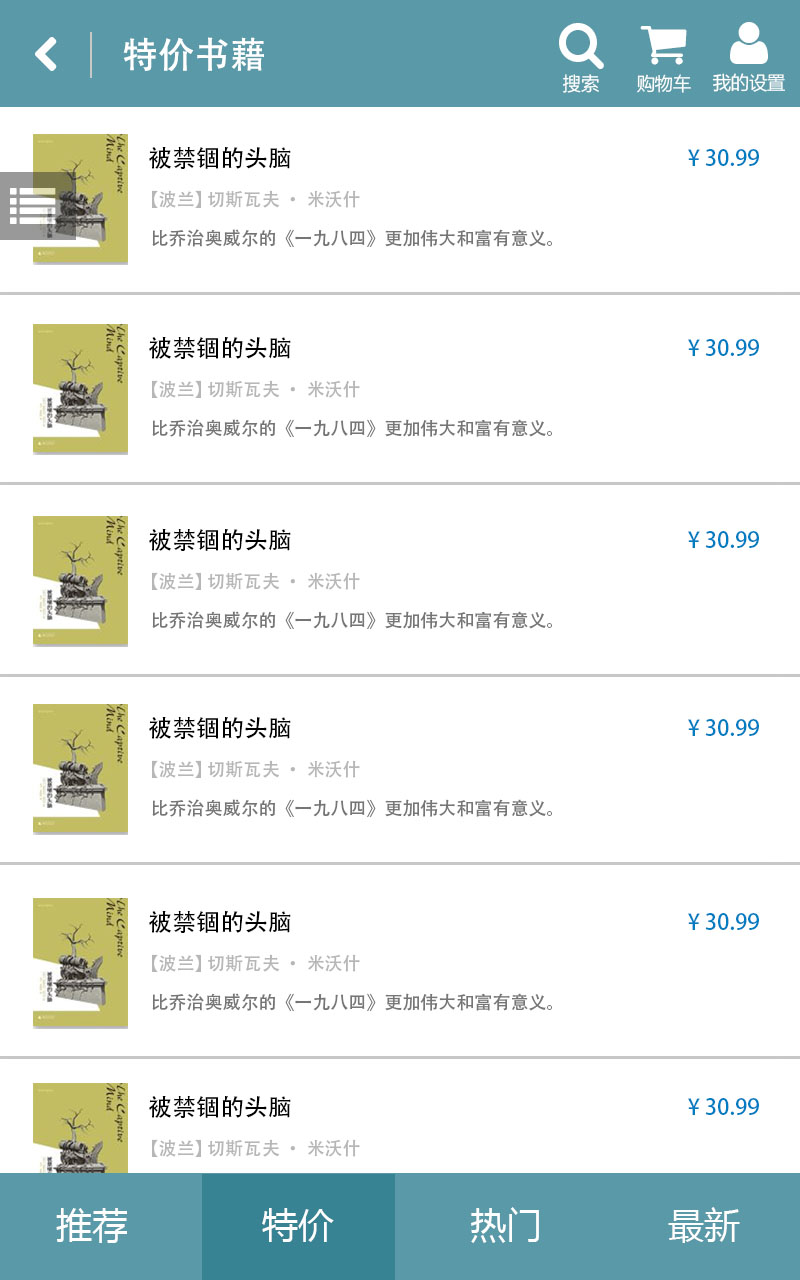 特价书藉
搜索
购物车
我的设置
The Captive Mind
被禁锢的头脑
¥ 30.99
【波兰】切斯瓦夫 · 米沃什
比乔治奥威尔的《一九八四》更加伟大和富有意义。
The Captive Mind
被禁锢的头脑
¥ 30.99
【波兰】切斯瓦夫 · 米沃什
比乔治奥威尔的《一九八四》更加伟大和富有意义。
The Captive Mind
被禁锢的头脑
¥ 30.99
【波兰】切斯瓦夫 · 米沃什
比乔治奥威尔的《一九八四》更加伟大和富有意义。
The Captive Mind
被禁锢的头脑
¥ 30.99
【波兰】切斯瓦夫 · 米沃什
比乔治奥威尔的《一九八四》更加伟大和富有意义。
The Captive Mind
被禁锢的头脑
¥ 30.99
【波兰】切斯瓦夫 · 米沃什
比乔治奥威尔的《一九八四》更加伟大和富有意义。
The Captive Mind
被禁锢的头脑
¥ 30.99
【波兰】切斯瓦夫 · 米沃什
推荐
特价
热门
最新